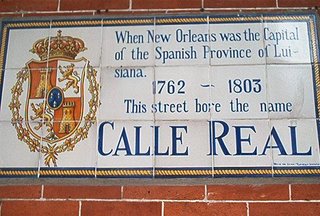 When New Orleans was the Capital
of the Spanish Province of Lui-
siana.
1762 - 1803
This street bore the name
CALLE REAL